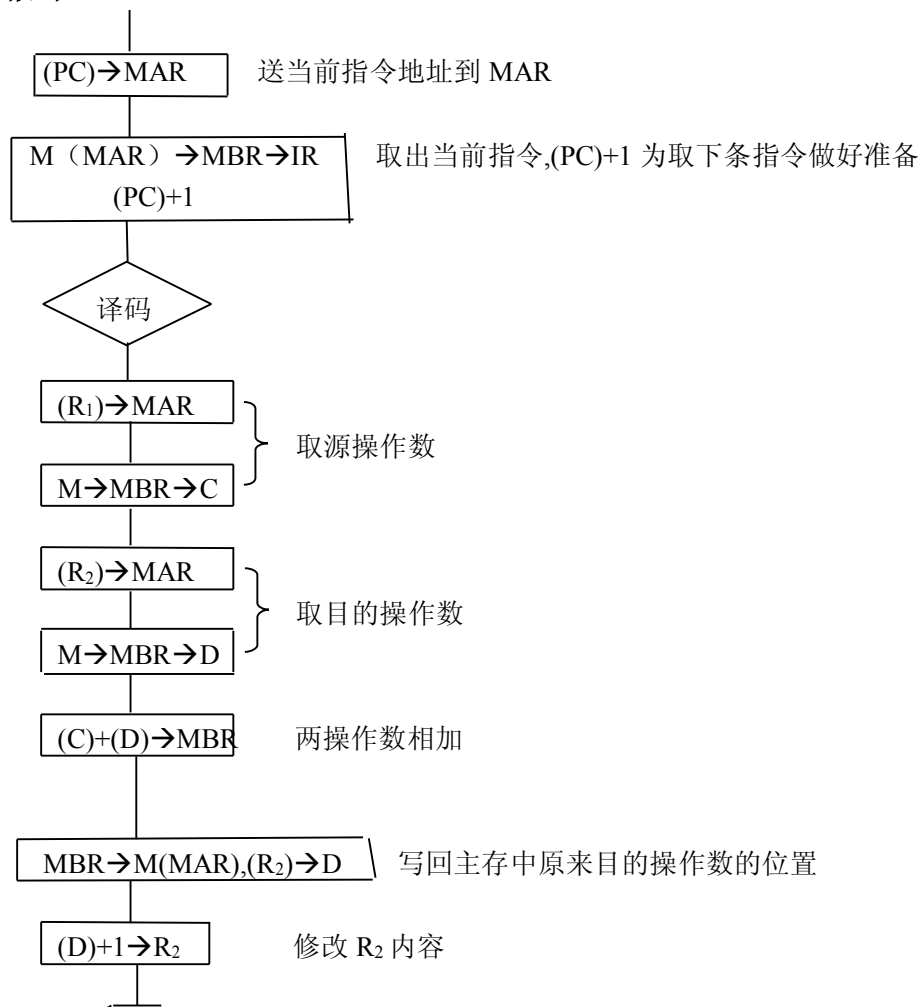 (PC)→MAR 送当前指令地址到 MAR
M（MAR）→MBR→IR 取出当前指令,(PC)+1 为取下条指令做好准备
(PC)+1
译码
(R₁)→MAR
取源操作数
M→MBR→C
(R₂)→MAR
取目的操作数
M→MBR→D
(C)+(D)→MBR 两操作数相加
MBR→M(MAR),(R₂)→D 写回主存中原来目的操作数的位置
(D)+1→R₂ 修改 R₂ 内容